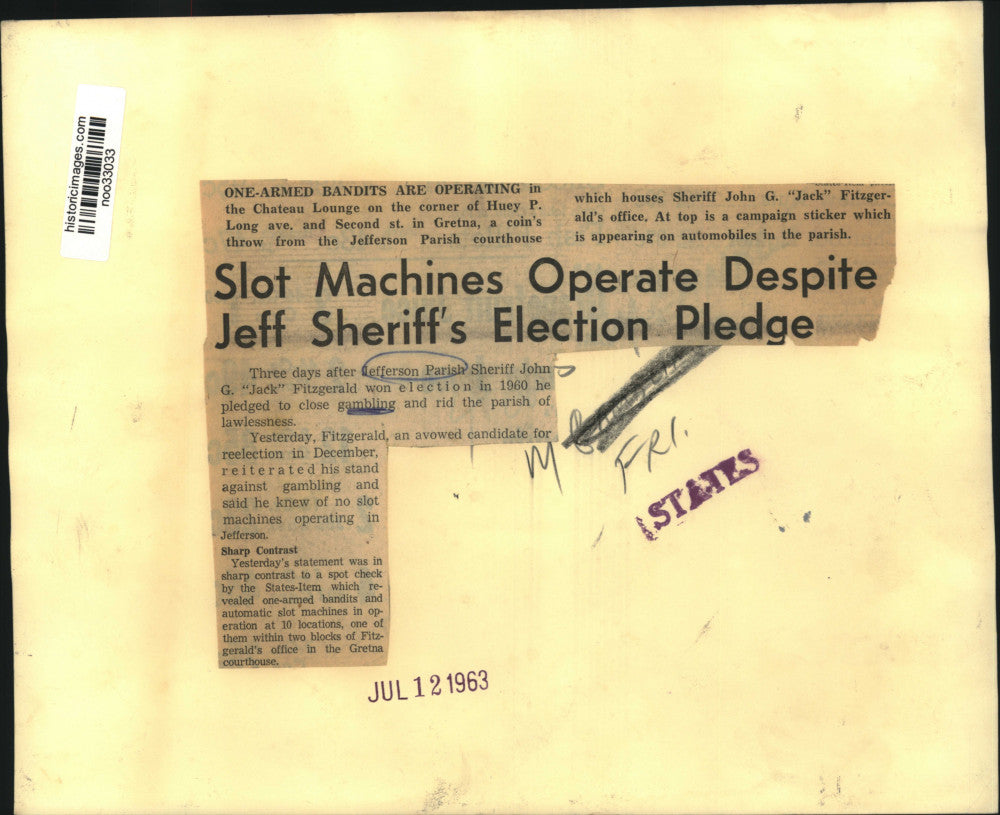 historicimages.com
noo33033
ONE-ARMED BANDITS ARE OPERATING in
the Chateau Lounge on the corner of Huey P.
Long ave. and Second st. in Gretna, a coin's
throw from the Jefferson Parish courthouse
which houses Sheriff John G. "Jack" Fitzger-
ald's office. At top is a campaign sticker which
is appearing on automobiles in the parish.
Slot Machines Operate Despite
Jeff Sheriff's Election Pledge
Three days after Jefferson Parish Sheriff John
G. "Jack" Fitzgerald won election in 1960 he
pledged to close gambling and rid the parish of
lawlessness.
Yesterday, Fitzgerald, an avowed candidate for
reelection in December,
reiterated his stand
against gambling and
said he knew of no slot
machines operating in
Jefferson.
Sharp Contrast
Yesterday's statement was in
sharp contrast to a spot check
by the States-Item which re-
vealed one-armed bandits and
automatic slot machines in op-
eration at 10 locations, one of
them within two blocks of Fitz-
gerald's office in the Gretna
courthouse.
FRI.
STATES
JUL 12 1963